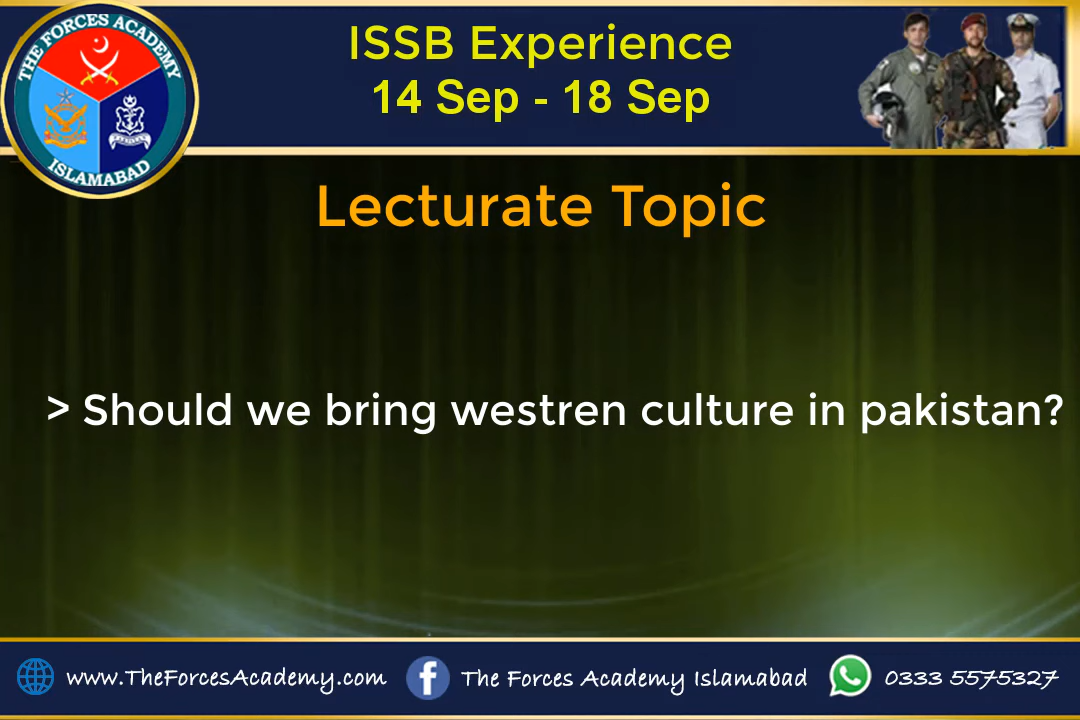 THE FORCES ACADEMY
ISLAMABAD
ISSB Experience
14 Sep - 18 Sep
Lecturate Topic
> Should we bring westren culture in pakistan?
www.TheForcesAcademy.com
The Forces Academy Islamabad
0333 5575327